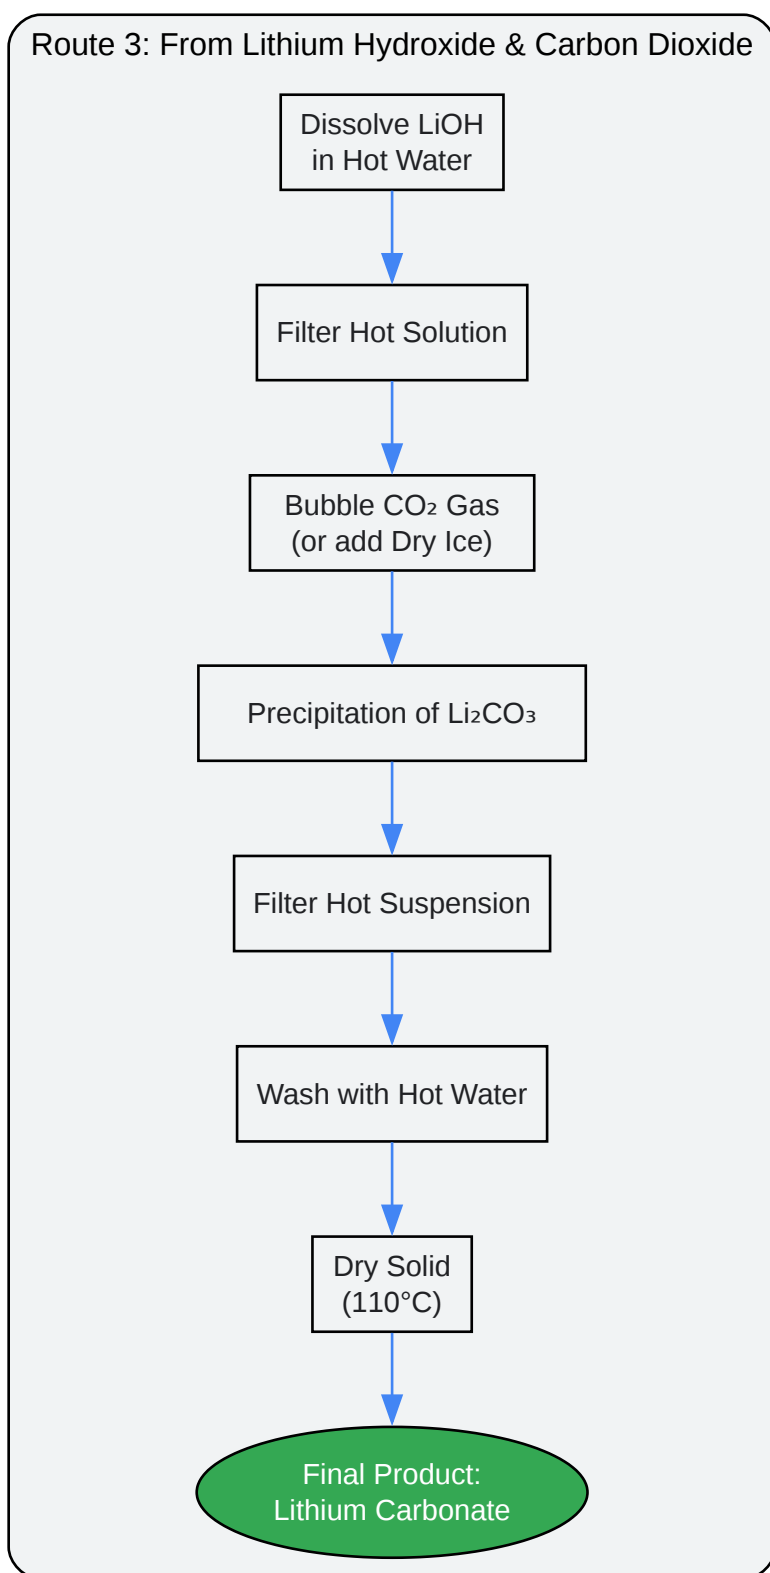 Route 3: From Lithium Hydroxide & Carbon Dioxide
Dissolve LiOH
in Hot Water
Filter Hot Solution
Bubble CO₂ Gas
(or add Dry Ice)
Precipitation of Li₂CO₃
Filter Hot Suspension
Wash with Hot Water
Dry Solid
(110°C)
Final Product:
Lithium Carbonate